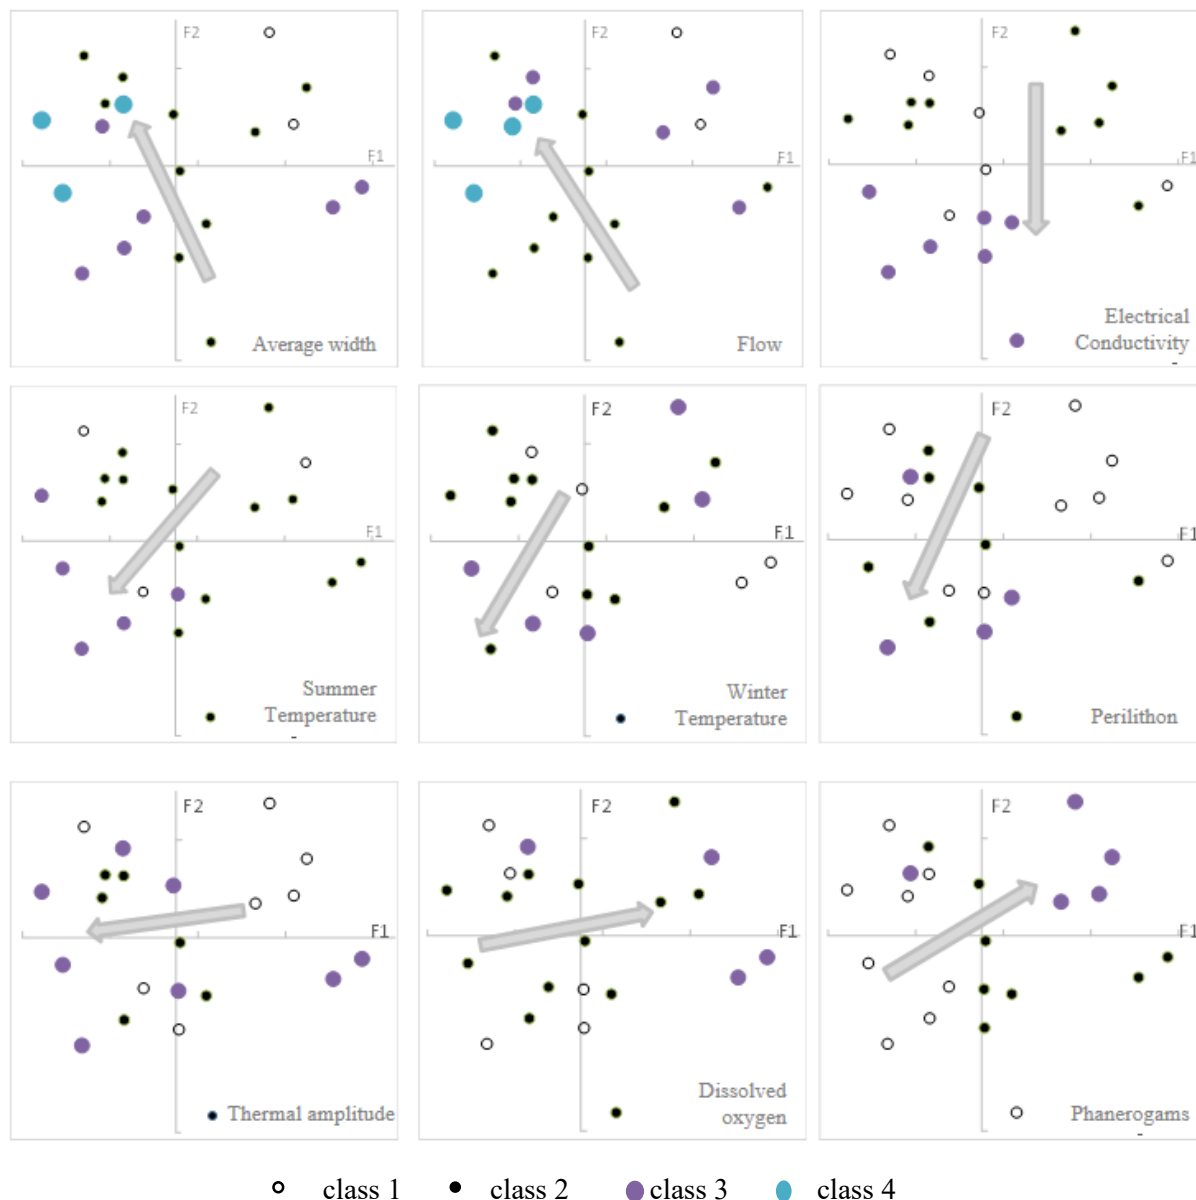 F2
F1
Average width
F2
F1
Flow
F2
F1
Electrical
Conductivity
F2
F1
Summer
Temperature
F2
F1
Winter
Temperature
F2
F1
Perilithon
F2
F1
Thermal amplitude
F2
F1
Dissolved
oxygen
F2
F1
Phanerogams
class 1
class 2
class 3
class 4